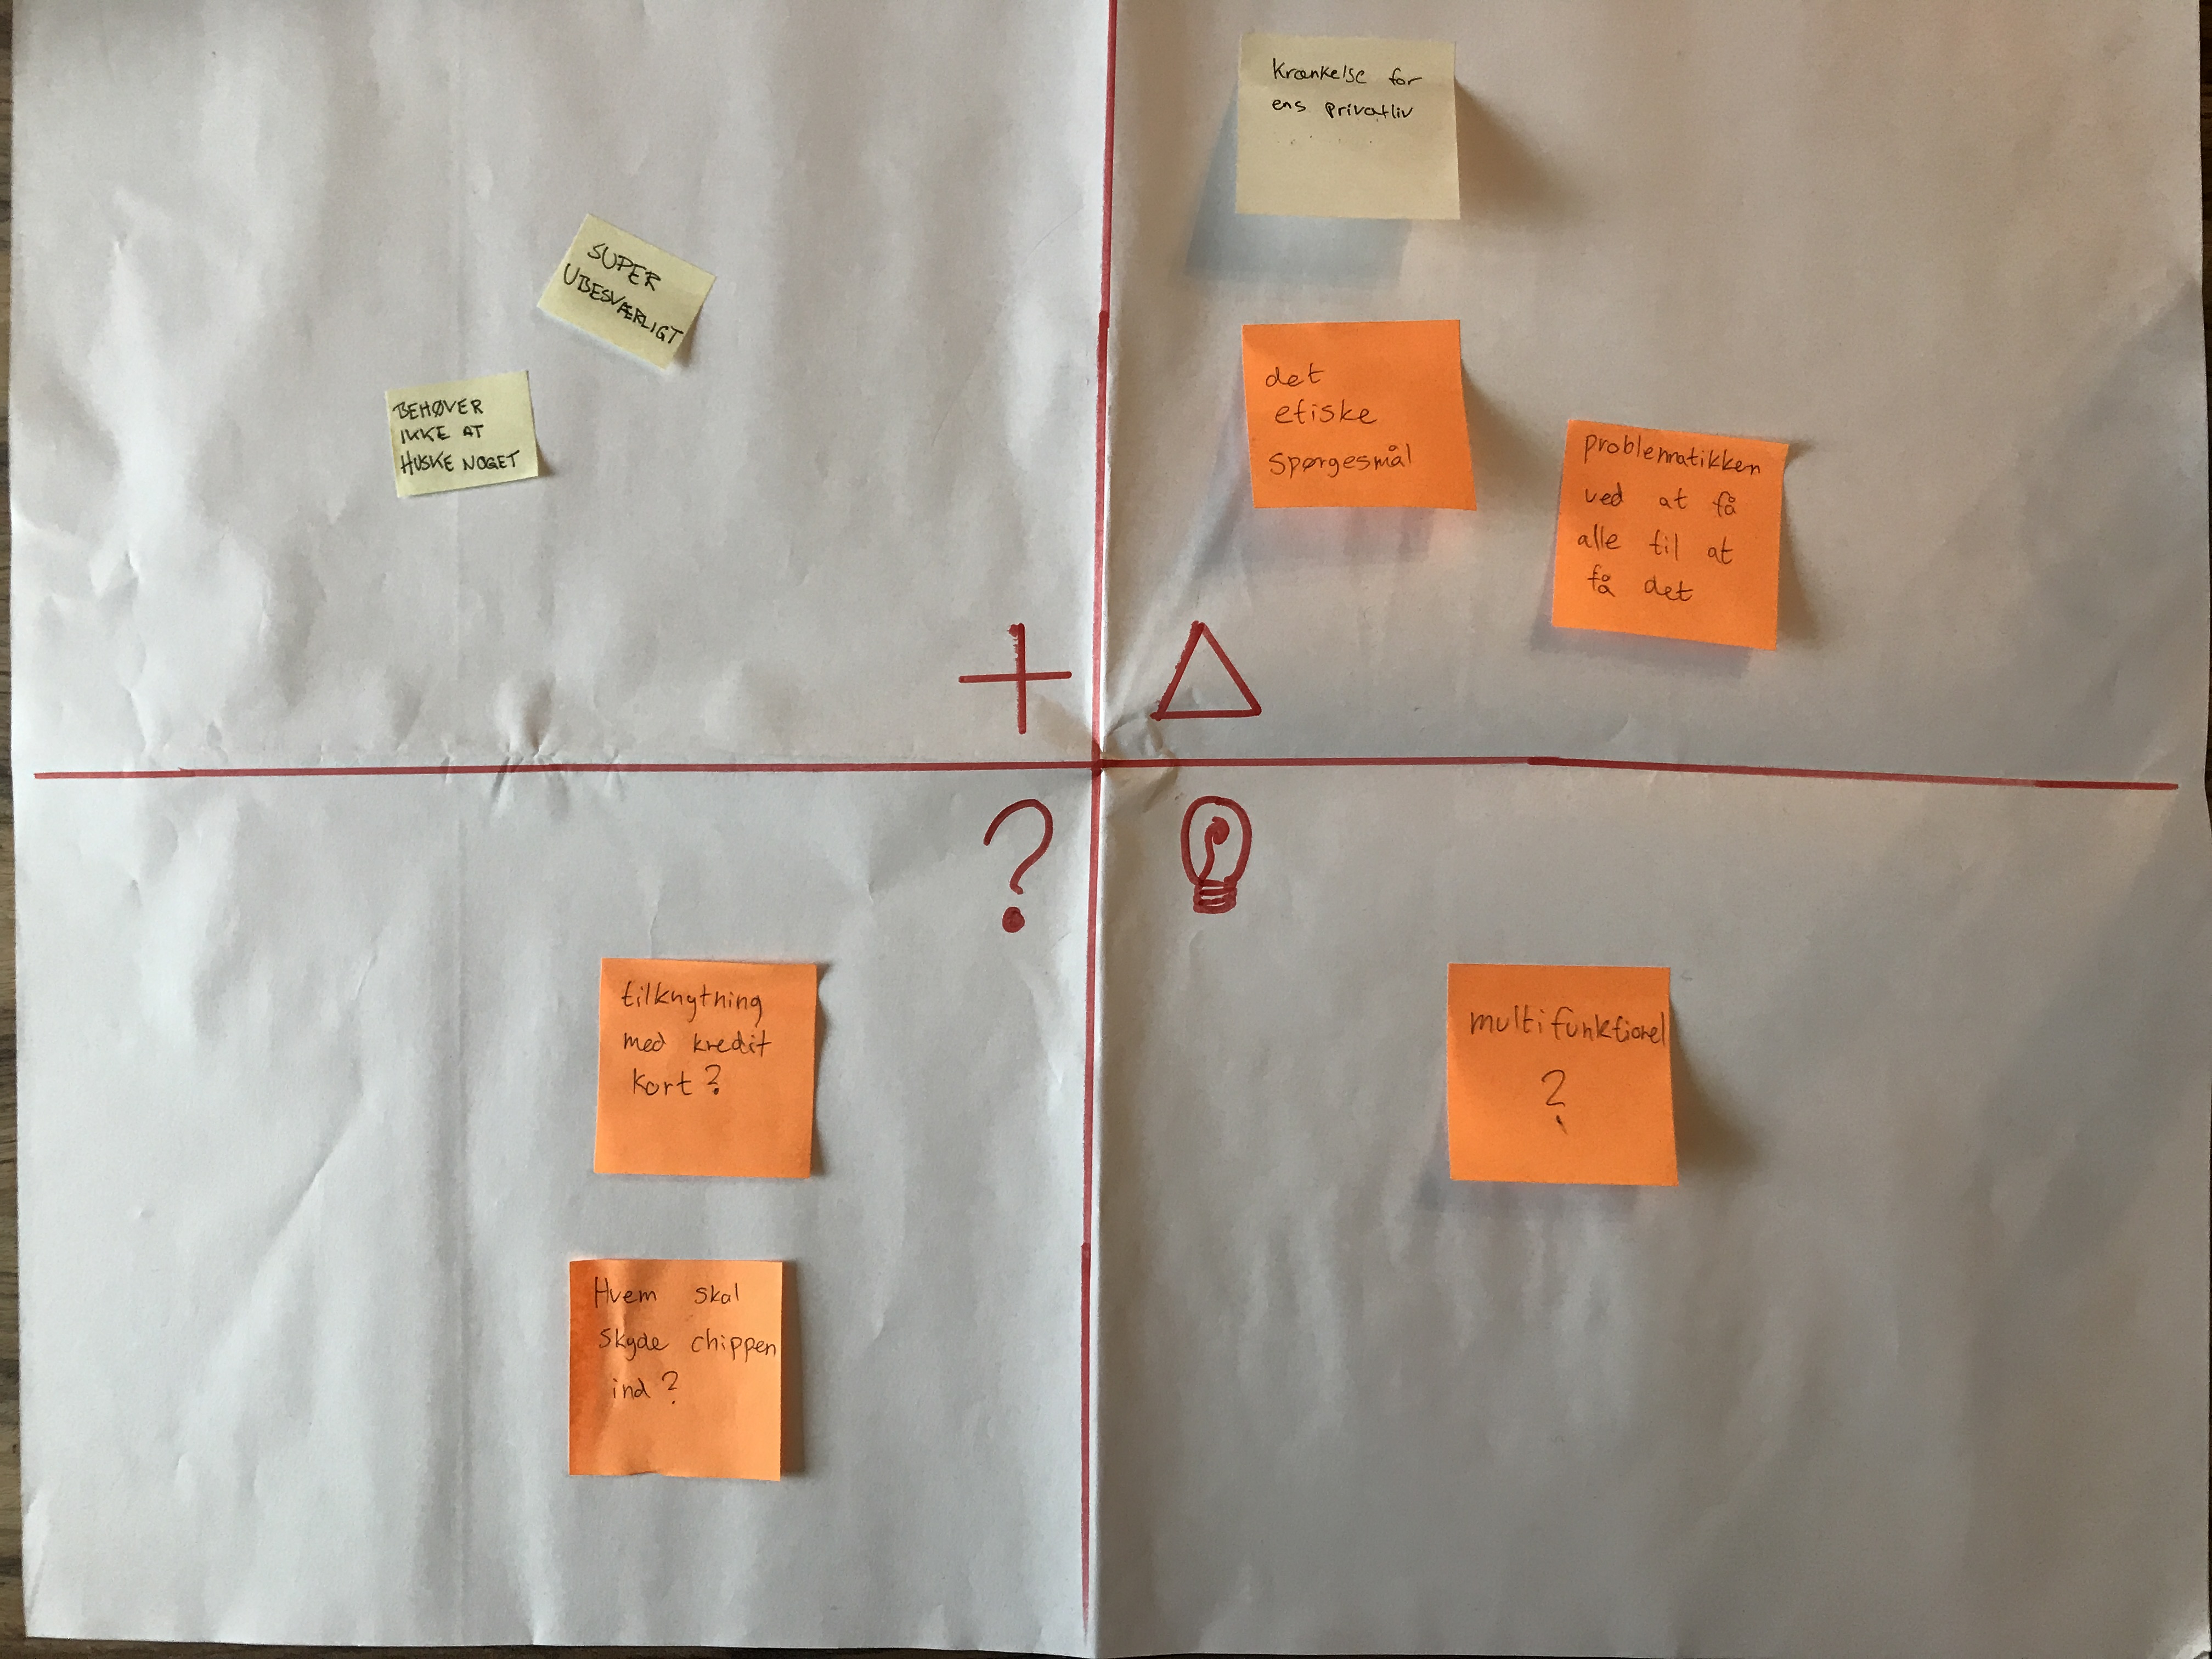 SUPER
UBESVÆRLIGT
BEHØVER
IKKE AT
HUSKE NOGET
+
Krænkelse for
ens privatliv
det
etiske
spørgesmål
problematikken
ved at få
alle til at
få det
?
tilknytning
med kredit
kort?
Hvem skal
skyde chippen
ind?
multifunktionel
?